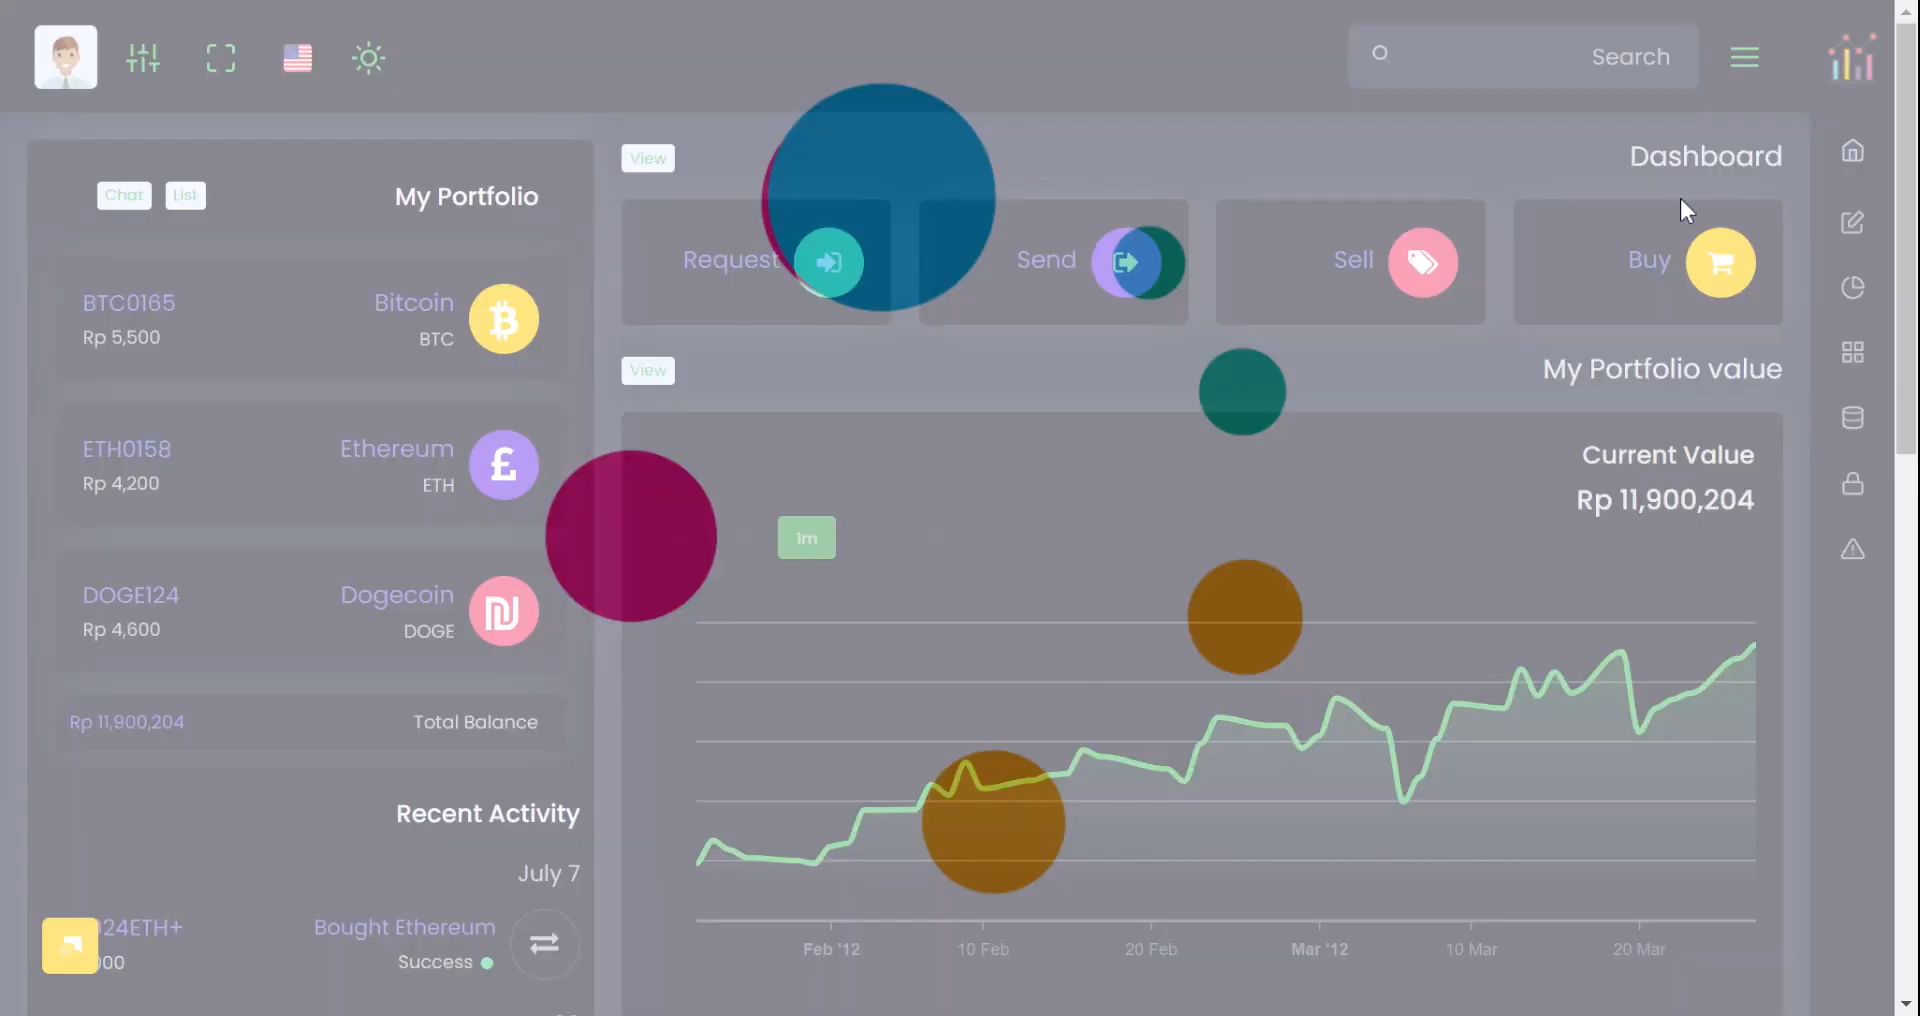 Search
View
Dashboard
Chat
List
My Portfolio
Request
Send
Sell
Buy
BTC0165
Bitcoin
Rp 5,500
BTC
View
My Portfolio value
ETH0158
Ethereum
Rp 4,200
ETH
Current Value
Rp 11,900,204
1m
DOGE124
Dogecoin
Rp 4,600
DOGE
Rp 11,900,204
Total Balance
Recent Activity
July 7
24ETH+
Bought Ethereum
000
Success
Feb '12
10 Feb
20 Feb
Mar '12
10 Mar
20 Mar